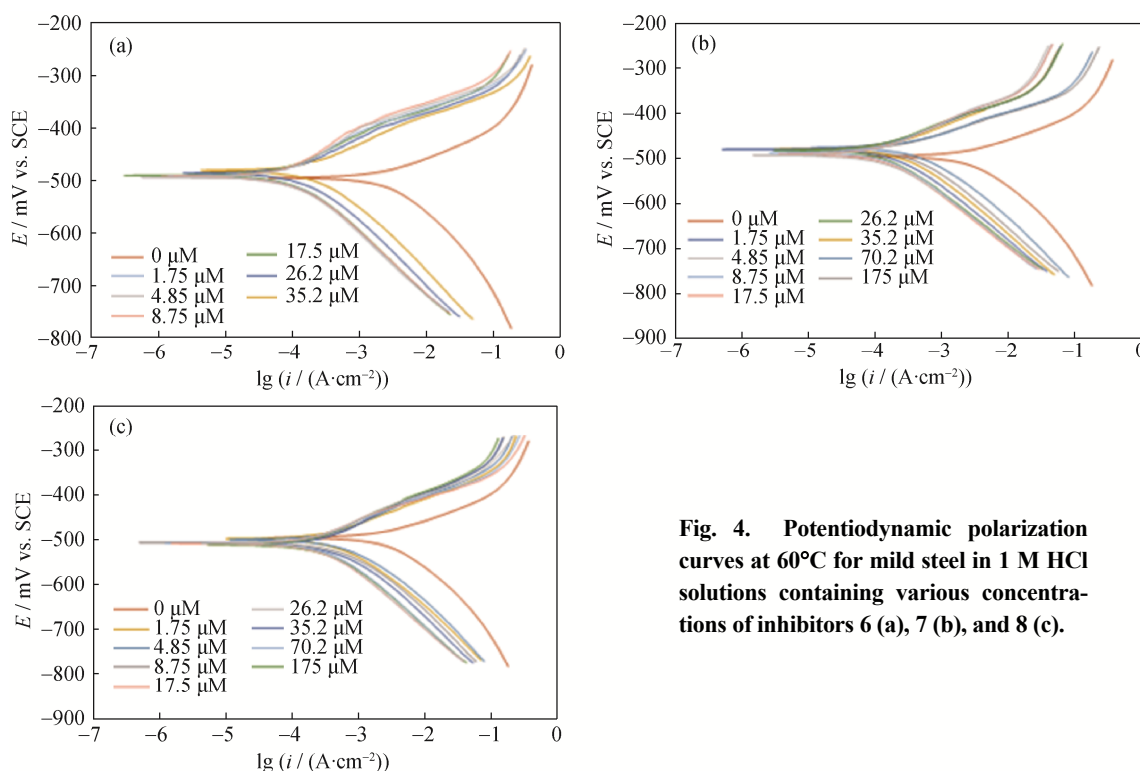 (a)
−200
−300
−400
−500
−600
−700
−800
E / mV vs. SCE
0 μM
1.75 μM
4.85 μM
8.75 μM
17.5 μM
26.2 μM
35.2 μM
−7 −6 −5 −4 −3 −2 −1 0
lg (i / (A·cm⁻²))
(b)
−200
−300
−400
−500
−600
−700
−800
−900
E / mV vs. SCE
0 μM
1.75 μM
4.85 μM
8.75 μM
17.5 μM
26.2 μM
35.2 μM
70.2 μM
175 μM
−7 −6 −5 −4 −3 −2 −1 0
lg (i / (A·cm⁻²))
(c)
−200
−300
−400
−500
−600
−700
−800
−900
E / mV vs. SCE
0 μM
1.75 μM
4.85 μM
8.75 μM
17.5 μM
26.2 μM
35.2 μM
70.2 μM
175 μM
−7 −6 −5 −4 −3 −2 −1 0
lg (i / (A·cm⁻²))
Fig. 4. Potentiodynamic polarization
curves at 60°C for mild steel in 1 M HCl
solutions containing various concentra-
tions of inhibitors 6 (a), 7 (b), and 8 (c).